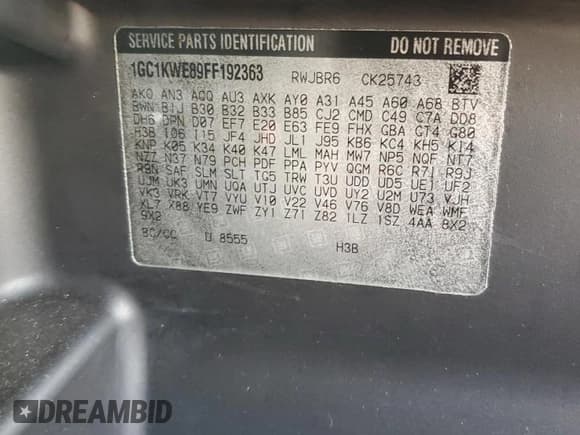 SERVICE PARTS IDENTIFICATION DO NOT REMOVE
1GC1KWE89FF192363 RWJBR6 CK25743
AKO AN3 AQQ AU3 AXK AY0 A31 A45 A60 A68 BTV
BWN B1J B30 B32 B33 B85 CJ2 CMD C49 C7A DD8
DH6 DPN D07 EF7 E20 E63 FE9 FHX GBA GT4 G80
H3B IO6 I15 JF4 JHD JL1 J95 KB6 KC4 KH5 KI4
KNP K05 K34 K40 K47 LML MAH MW7 NP5 NQF NT7
NZZ N37 N79 PCH PDF PPA PYV QGM R6C R7I R9J
R9N SAF SLM SLT TG5 TRW T3U UDD UD5 UE1 UF2
UJM UK3 UMN UQA UTJ UVC UVD UY2 U2M U73 VJH
VK3 VRK VT7 VYU V10 V22 V46 V76 V8D WEA WMF
XL7 X88 YE9 ZWF ZY1 Z71 Z82 1LZ 1SZ 4AA 8X2
9X2
BC/CC U 8555 H3B
DREAMBID